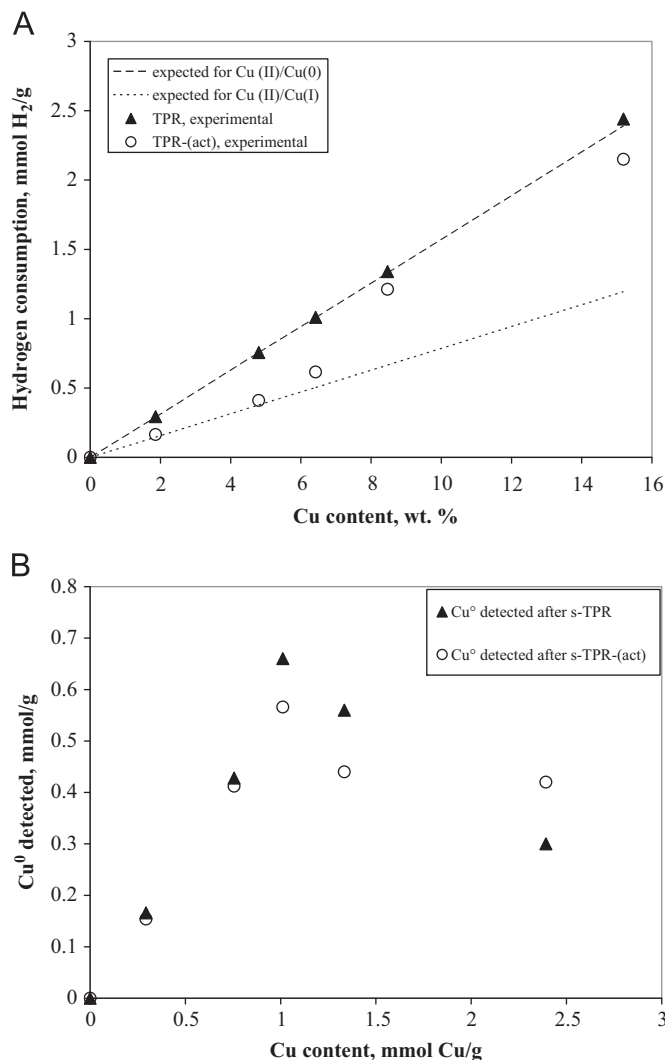 A
3
2.5
2
1.5
1
0.5
0
Hydrogen consumption, mmol H₂/g
expected for Cu (II)/Cu(0)
expected for Cu (II)/Cu(I)
TPR, experimental
TPR-(act), experimental
0 2 4 6 8 10 12 14 16
Cu content, wt. %
B
0.8
0.7
0.6
0.5
0.4
0.3
0.2
0.1
0
Cu⁰ detected, mmol/g
Cu° detected after s-TPR
Cu° detected after s-TPR-(act)
0 0.5 1 1.5 2 2.5 3
Cu content, mmol Cu/g